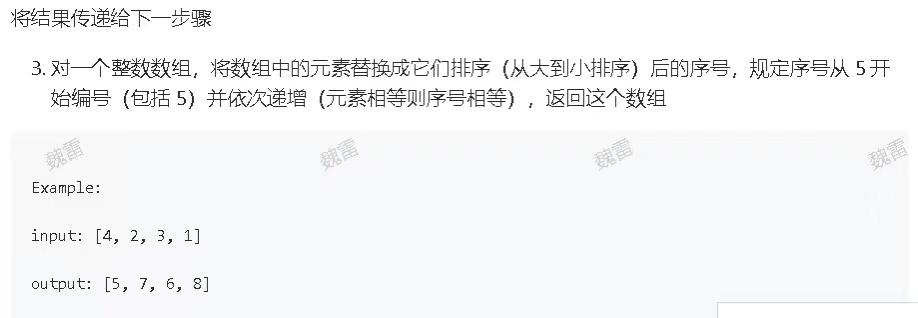 将结果传递给下一步骤
3. 对一个整数数组，将数组中的元素替换成它们排序（从大到小排序）后的序号，规定序号从 5 开
始编号（包括 5）并依次递增（元素相等则序号相等），返回这个数组
魏雷 魏雷 魏雷 魏雷
Example:
input: [4, 2, 3, 1]
output: [5, 7, 6, 8]